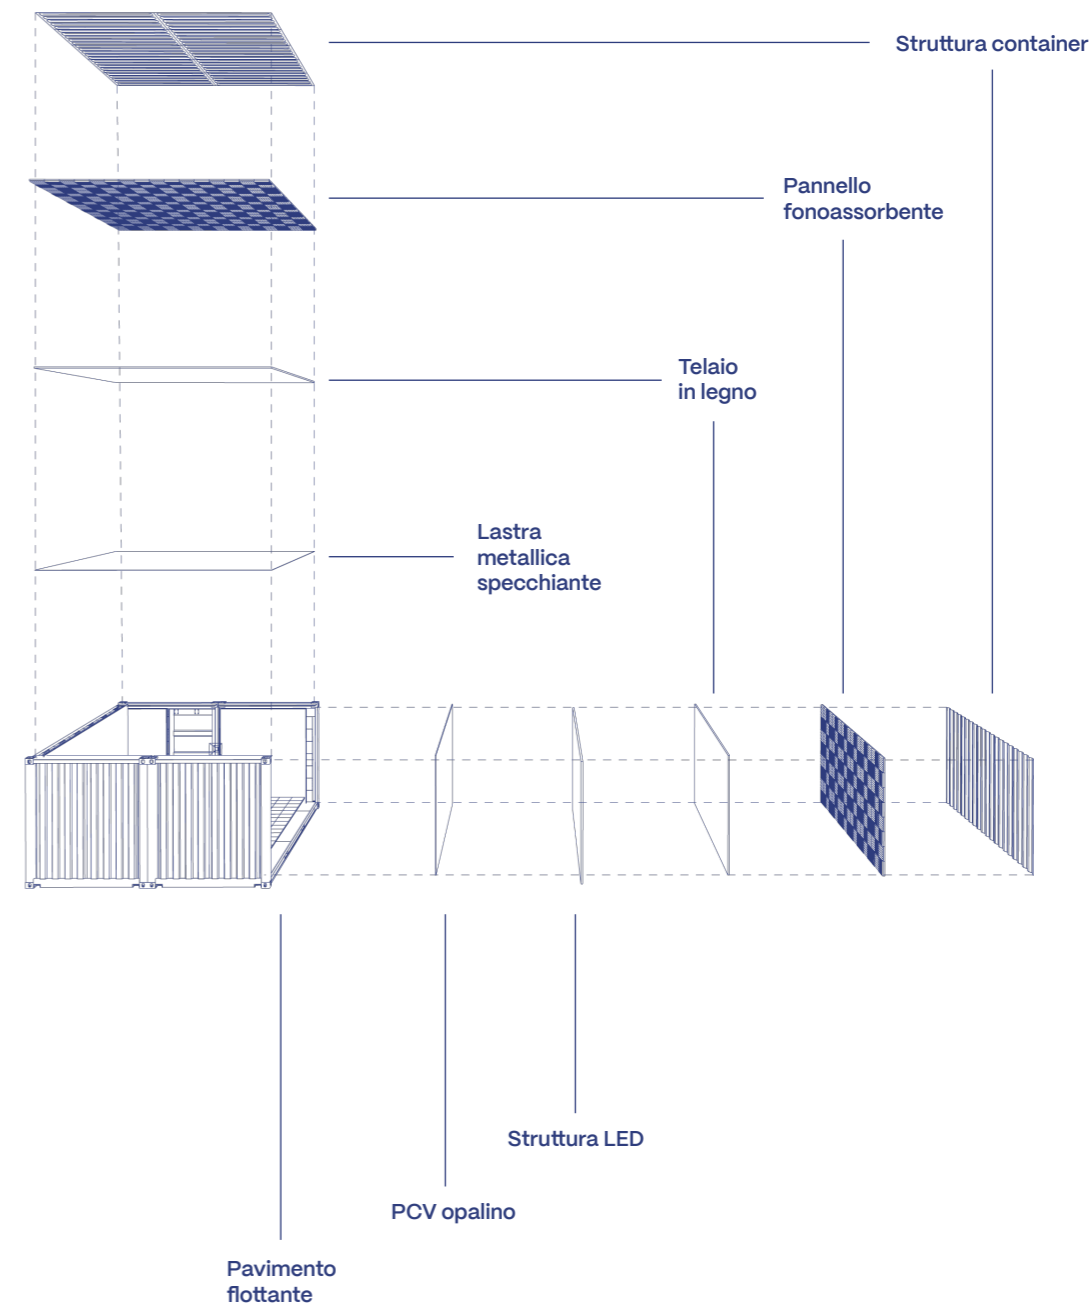 Struttura container
Pannello
fonoassorbente
Telaio
in legno
Lastra
metallica
specchiante
Struttura LED
PCV opalino
Pavimento
flottante